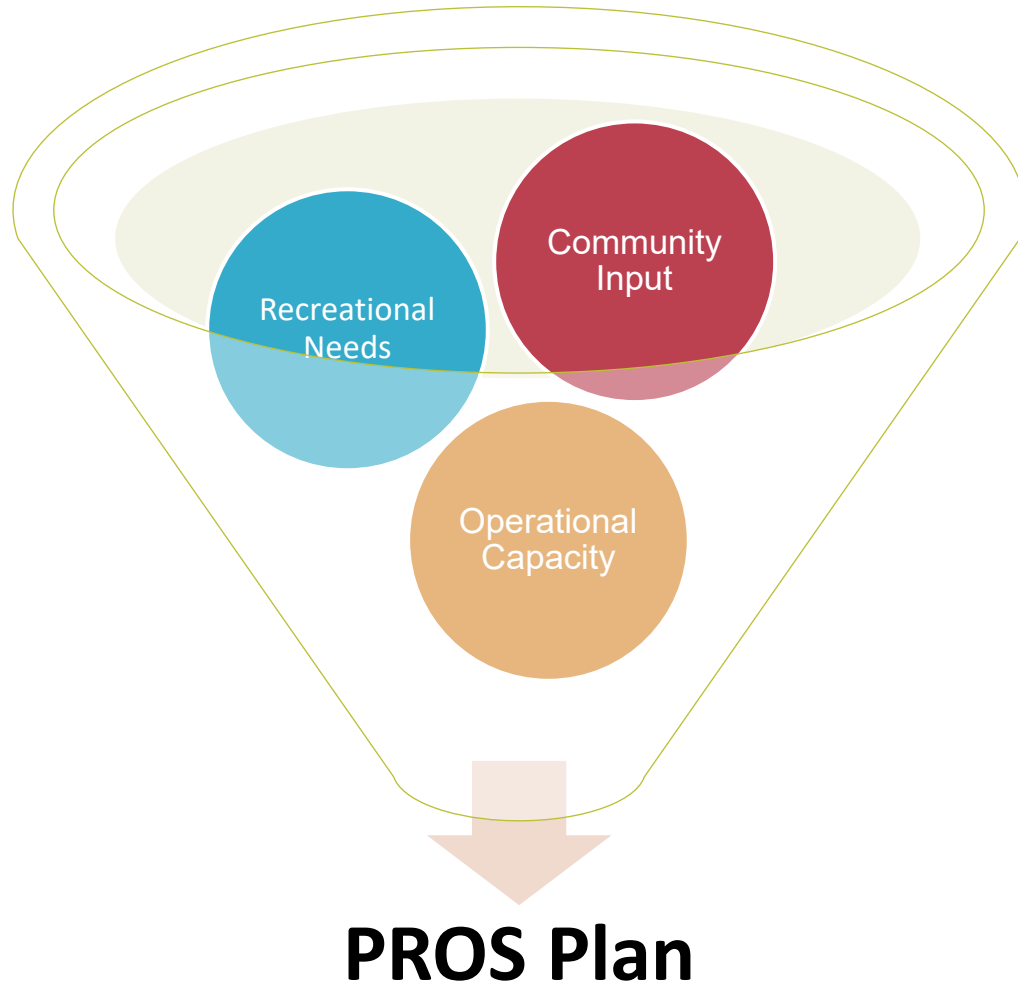 Community
Input
Recreational
Needs
Operational
Capacity
PROS Plan